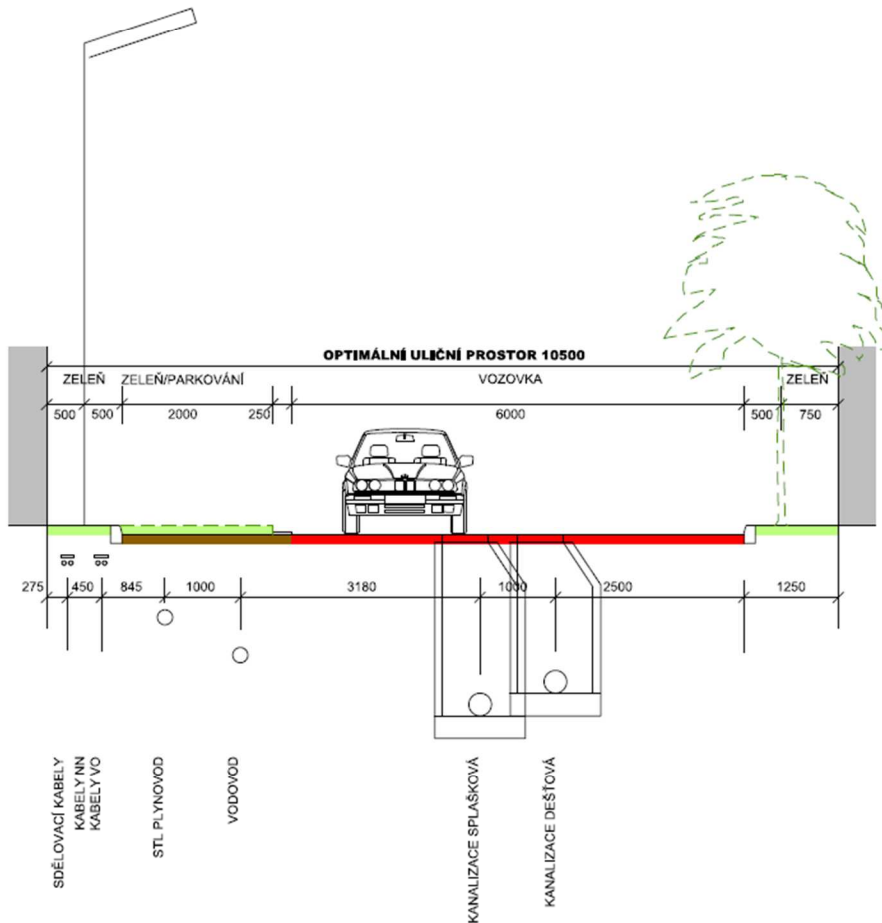 OPTIMÁLNÍ ULIČNÍ PROSTOR 10500
ZELEŇ ZELEŇ/PARKOVÁNÍ VOZOVKA ZELEŇ
500 500 2000 250 6000 500 750
275 450 845 1000 3180 1000 2500 1250
SDĚLOVACÍ KABELY
KABELY NN
KABELY VO
STL PLYNOVOD
VODOVOD
KANALIZACE SPLAŠKOVÁ
KANALIZACE DEŠŤOVÁ